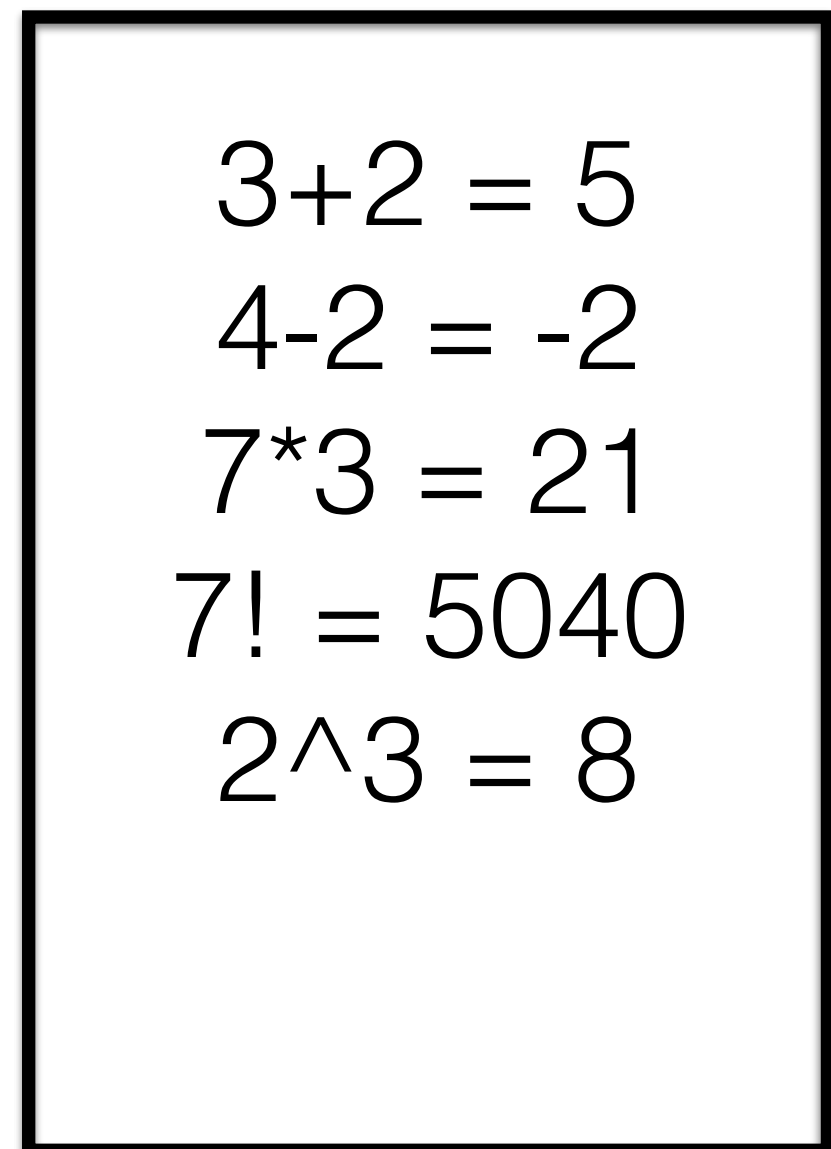 3+2 = 5
4-2 = -2
7*3 = 21
7! = 5040
2^3 = 8